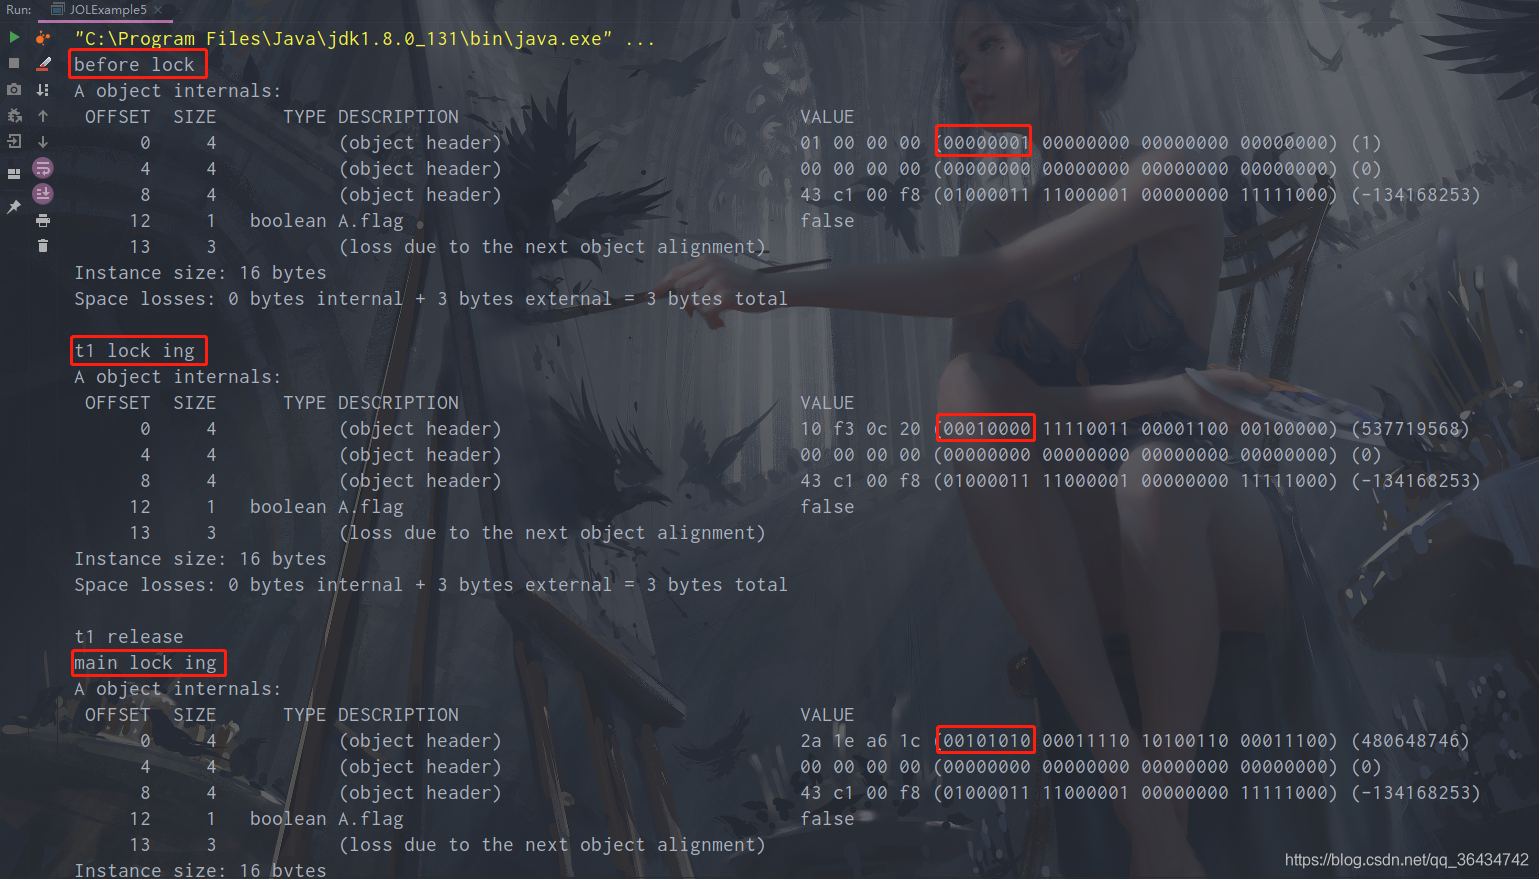 Run: JOLExample5 ×
"C:\Program Files\Java\jdk1.8.0_131\bin\java.exe" ...
before lock
A object internals:
OFFSET SIZE TYPE DESCRIPTION VALUE
0 4 (object header) 01 00 00 00 (00000001 00000000 00000000 00000000) (1)
4 4 (object header) 00 00 00 00 (00000000 00000000 00000000 00000000) (0)
8 4 (object header) 43 c1 00 f8 (01000011 11000001 00000000 11111000) (-134168253)
12 1 boolean A.flag false
13 3 (loss due to the next object alignment)
Instance size: 16 bytes
Space losses: 0 bytes internal + 3 bytes external = 3 bytes total
t1 lock ing
A object internals:
OFFSET SIZE TYPE DESCRIPTION VALUE
0 4 (object header) 10 f3 0c 20 (00010000 11110011 00001100 00100000) (537719568)
4 4 (object header) 00 00 00 00 (00000000 00000000 00000000 00000000) (0)
8 4 (object header) 43 c1 00 f8 (01000011 11000001 00000000 11111000) (-134168253)
12 1 boolean A.flag false
13 3 (loss due to the next object alignment)
Instance size: 16 bytes
Space losses: 0 bytes internal + 3 bytes external = 3 bytes total
t1 release
main lock ing
A object internals:
OFFSET SIZE TYPE DESCRIPTION VALUE
0 4 (object header) 2a 1e a6 1c (00101010 00011110 10100110 00011100) (480648746)
4 4 (object header) 00 00 00 00 (00000000 00000000 00000000 00000000) (0)
8 4 (object header) 43 c1 00 f8 (01000011 11000001 00000000 11111000) (-134168253)
12 1 boolean A.flag false
13 3 (loss due to the next object alignment)
Instance size: 16 bytes
https://blog.csdn.net/qq_36434742